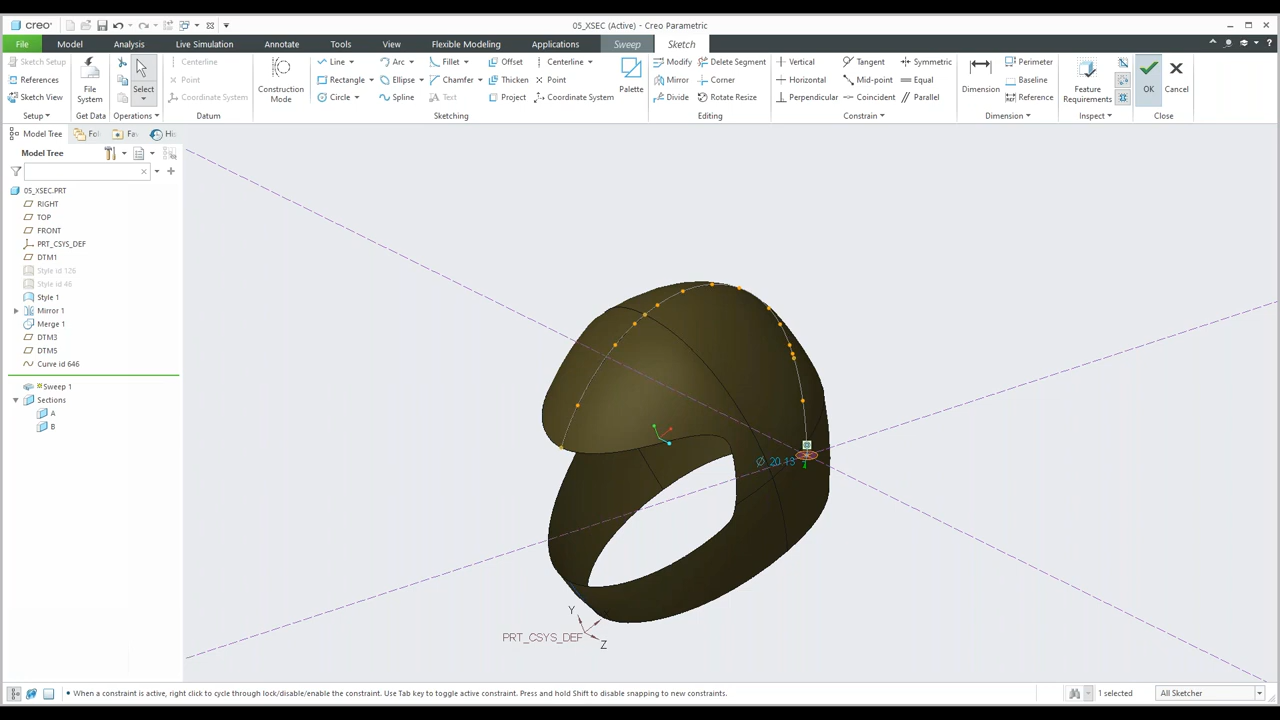 creo
05_XSEC (Active) - Creo Parametric
File Model Analysis Live Simulation Annotate Tools View Flexible Modeling Applications Sweep Sketch
Sketch Setup
References
Sketch View
Setup
File System
Get Data
Select
Operations
Centerline
Point
Coordinate System
Datum
Construction Mode
Line Arc Fillet Offset Centerline
Rectangle Ellipse Chamfer Thicken Point
Circle Spline Text Project Coordinate System
Palette
Sketching
Modify Delete Segment
Mirror Corner
Divide Rotate Resize
Editing
Vertical Tangent Symmetric
Horizontal Mid-point Equal
Perpendicular Coincident Parallel
Constrain
Dimension
Perimeter
Baseline
Reference
Dimension
Feature Requirements
Inspect
OK
Cancel
Close
Model Tree Fol Fav His
Model Tree
05_XSEC.PRT
RIGHT
TOP
FRONT
PRT_CSYS_DEF
DTM1
Style id 126
Style id 48
Style 1
Mirror 1
Merge 1
DTM3
DTM5
Curve id 646
Sweep 1
Sections
A
B
Ø 20.13
Y
PRT_CSYS_DEF
Z
• When a constraint is active, right click to cycle through lock/disable/enable the constraint. Use Tab key to toggle active constraint. Press and hold Shift to disable snapping to new constraints.
1 selected
All Sketcher